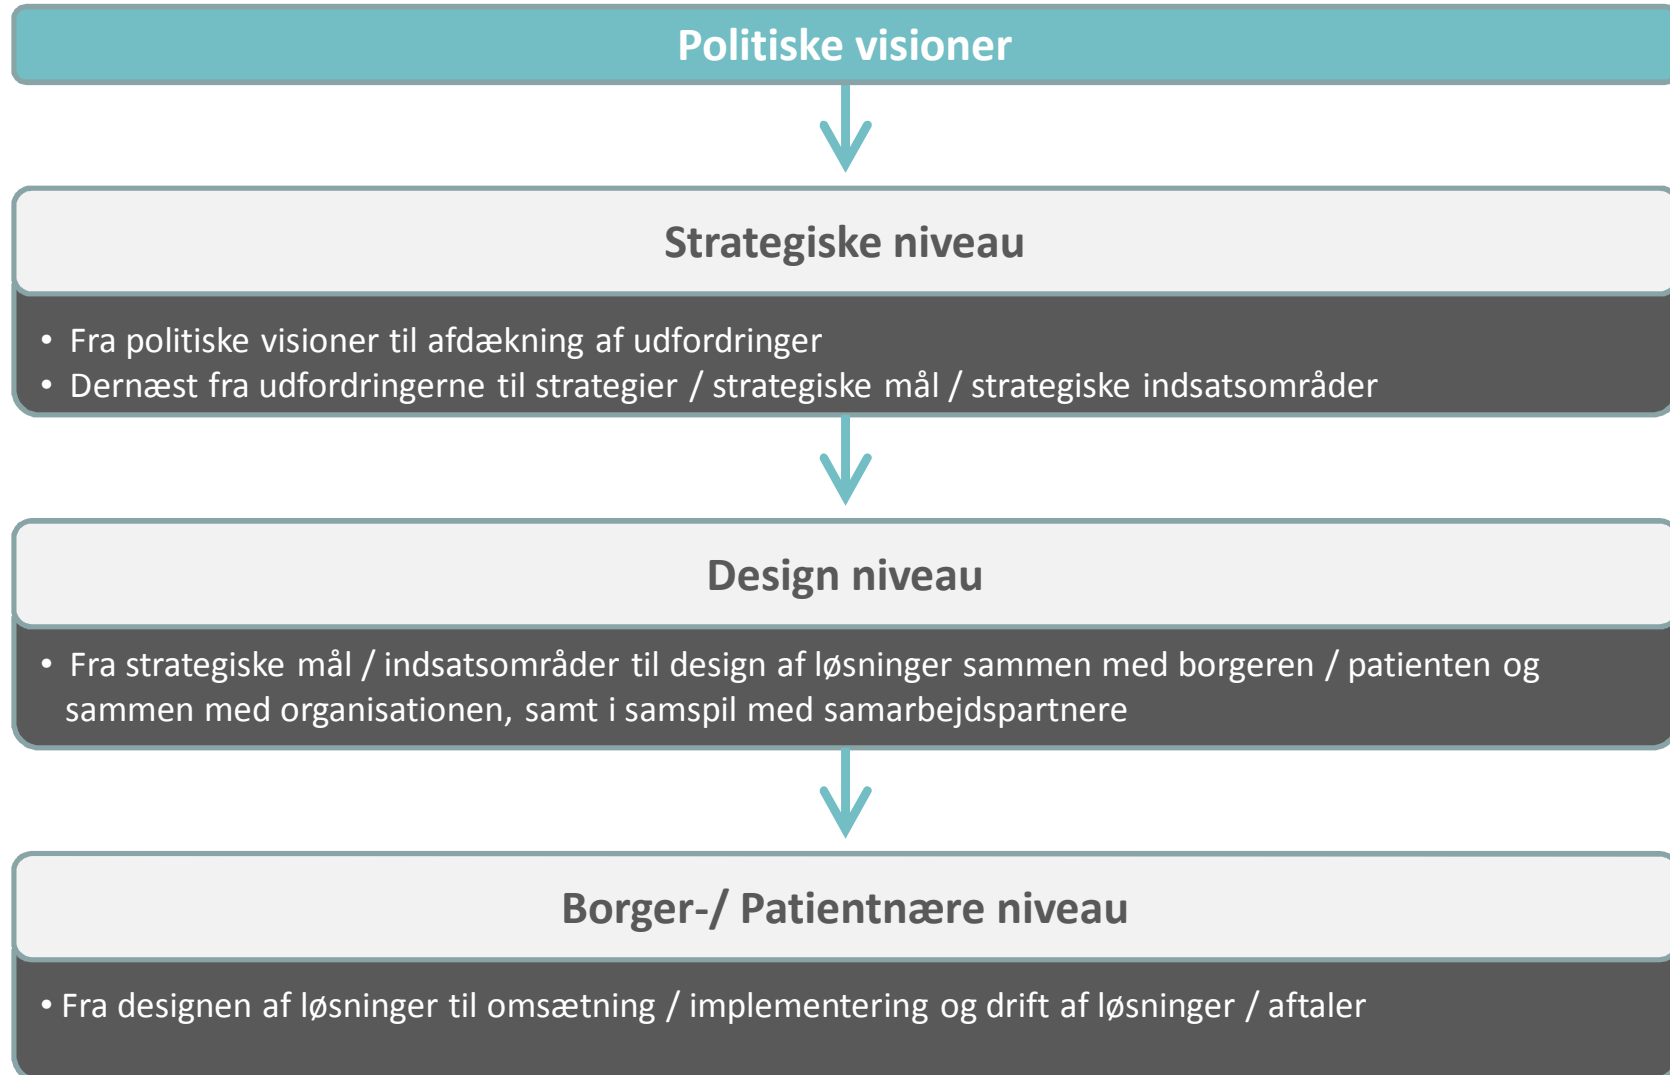 Politiske visioner
Strategiske niveau
• Fra politiske visioner til afdækning af udfordringer
• Dernæst fra udfordringerne til strategier / strategiske mål / strategiske indsatsområder
Design niveau
• Fra strategiske mål / indsatsområder til design af løsninger sammen med borgeren / patienten og
sammen med organisationen, samt i samspil med samarbejdspartnere
Borger-/ Patientnære niveau
• Fra designen af løsninger til omsætning / implementering og drift af løsninger / aftaler